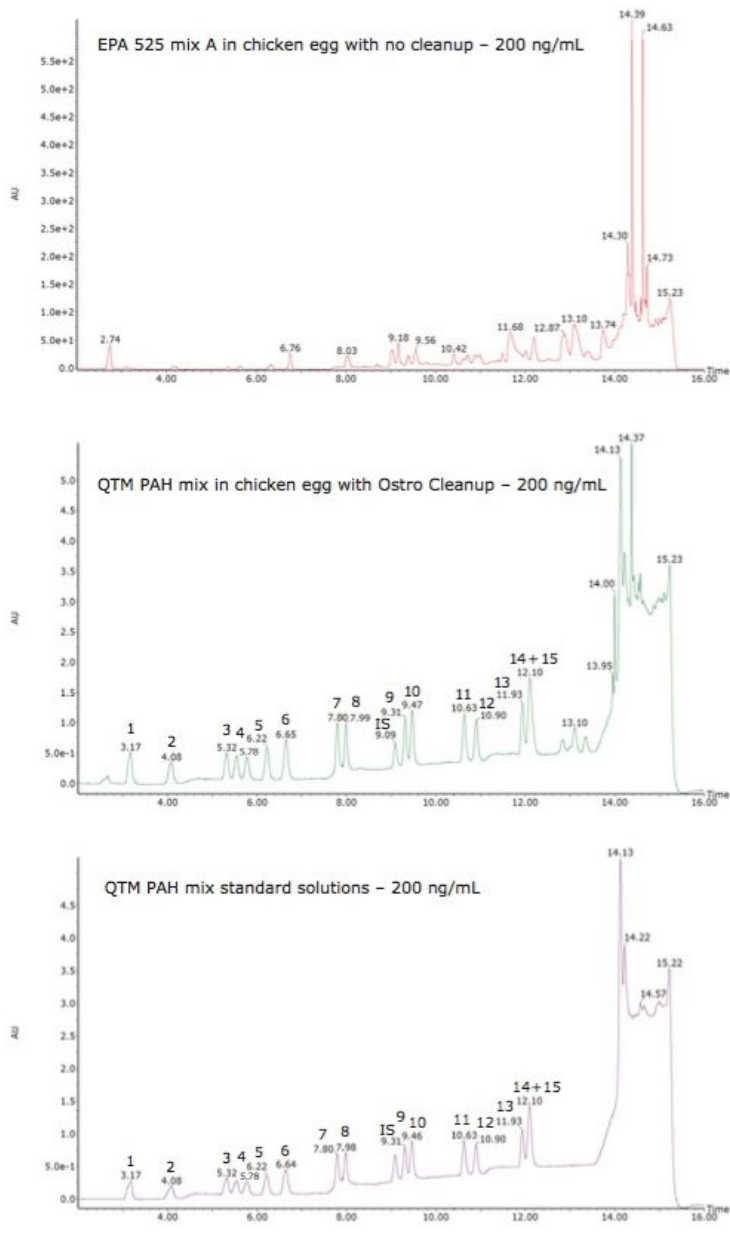 14.39
14.63
EPA 525 mix A in chicken egg with no cleanup – 200 ng/mL
5.5e+2
5.0e+2
4.5e+2
4.0e+2
3.5e+2
AU
3.0e+2
2.5e+2
14.30
2.0e+2
14.73
1.5e+2
15.23
1.0e+2
11.68 12.87 13.10 13.74
5.0e+1
2.74 6.76 8.03 9.18 9.56 10.42
0.0
Time
4.00 6.00 8.00 10.00 12.00 14.00 16.00
14.13 14.37
5.0
QTM PAH mix in chicken egg with Ostro Cleanup – 200 ng/mL
4.5
4.0
15.23
3.5
14.00
AU
3.0
2.5
2.0
14+15
13 12.10
13.95
1.5
9 10 11 11.93
7 8 9.31 9.47 10.63 12
1.0
5 6 7.80 7.99 IS 10.90 13.10
1 2 3 4 6.22 6.65 9.09
5.0e-1
3.17 4.08 5.32 5.78
0.0
Time
4.00 6.00 8.00 10.00 12.00 14.00 16.00
14.13
QTM PAH mix standard solutions – 200 ng/mL
4.5
4.0
14.22
15.22
3.5
3.0
14.57
AU
2.5
2.0
14+15
13 12.10
1.5
9 11.93
7 8 IS 10 11 12
1.0
7.80 7.98 9.31 9.46 10.63 10.90
1 2 3 4 5 6
5.0e-1
3.17 4.08 5.32 5.78 6.22 6.64
0.0
Time
4.00 6.00 8.00 10.00 12.00 14.00 16.00